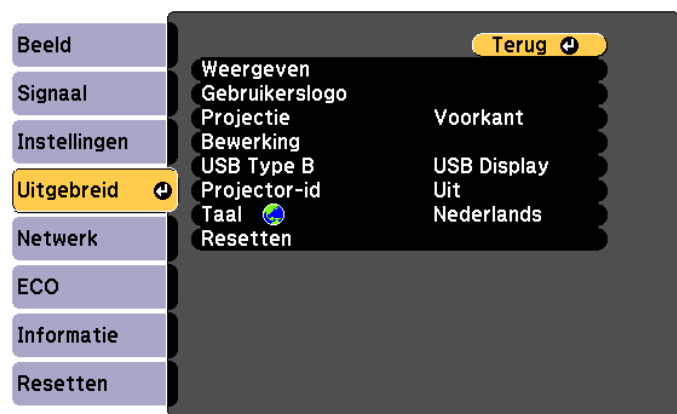 Beeld
Signaal
Instellingen
Uitgebreid
Netwerk
ECO
Informatie
Resetten
Terug
Weergeven
Gebruikerslogo
Projectie Voorkant
Bewerking
USB Type B USB Display
Projector-id Uit
Taal Nederlands
Resetten